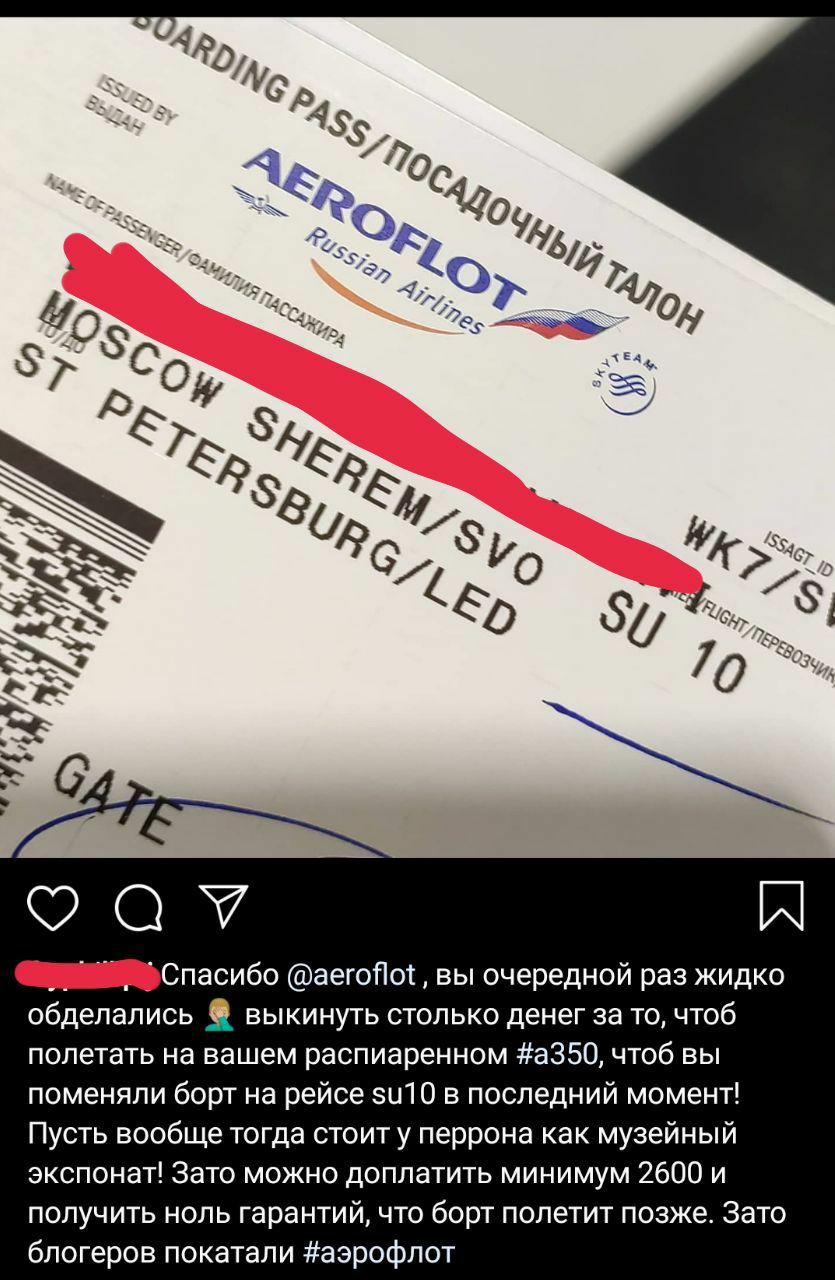 BOARDING PASS/ПОСАДОЧНЫЙ ТАЛОН
ISSUED BY
ВЫДАН
AEROFLOT
Russian Airlines
SKYTEAM
NAME OF PASSENGER/ФАМИЛИЯ ПАССАЖИРА
TO/ДО
MOSCOW SHEREM/SVO
ST PETERSBURG/LED
ISSAGT_ID
WK7/SV
/FLIGHT/ПЕРЕВОЗЧИК
SU 10
GATE
Спасибо @aeroflot , вы очередной раз жидко
обделались 🤦🏼‍♂️ выкинуть столько денег за то, чтоб
полетать на вашем распиаренном #а350, чтоб вы
поменяли борт на рейсе su10 в последний момент!
Пусть вообще тогда стоит у перрона как музейный
экспонат! Зато можно доплатить минимум 2600 и
получить ноль гарантий, что борт полетит позже. Зато
блогеров покатали #аэрофлот